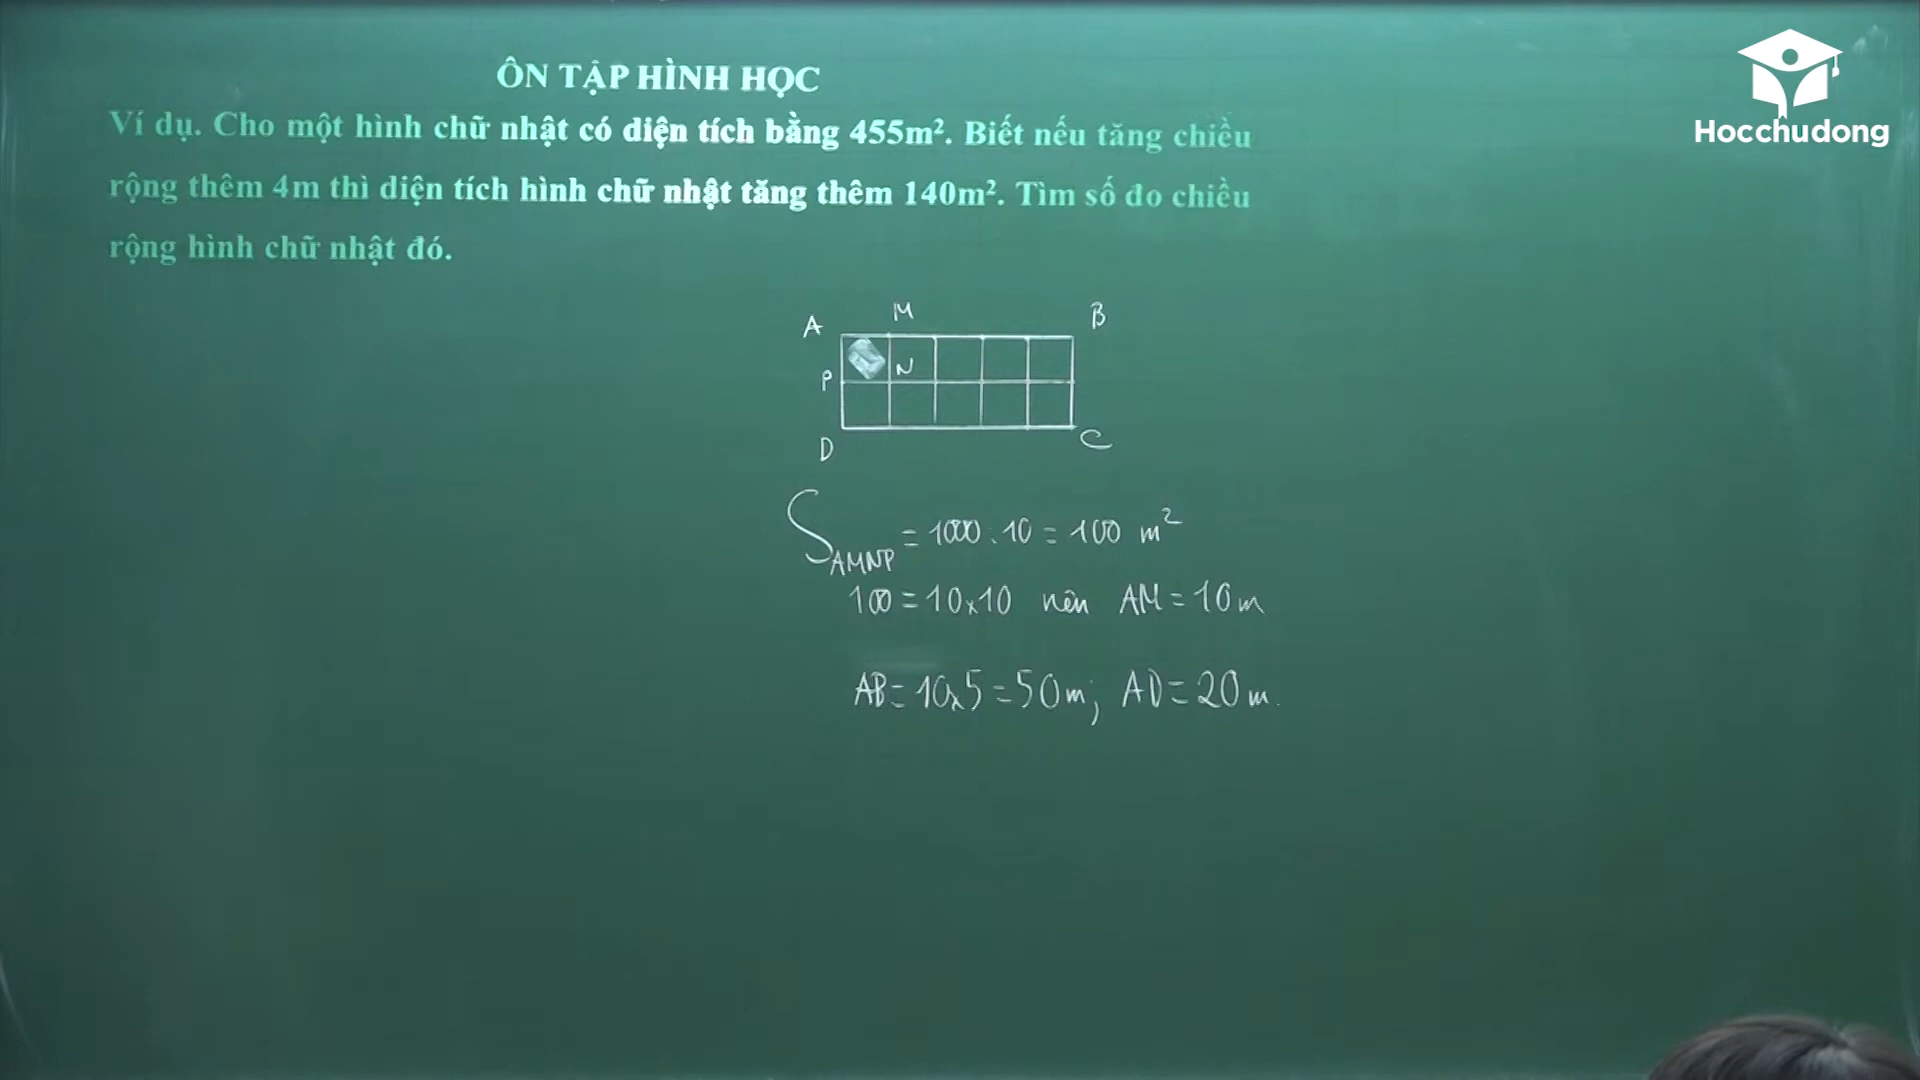 Hocchudong
ÔN TẬP HÌNH HỌC
Ví dụ. Cho một hình chữ nhật có diện tích bằng 455m². Biết nếu tăng chiều
rộng thêm 4m thì diện tích hình chữ nhật tăng thêm 140m². Tìm số đo chiều
rộng hình chữ nhật đó.
A M B
P N
D C
S AMNP = 1000 : 10 = 100 m²
100 = 10x10 nên AM = 10m
AB = 10x5 = 50m; AD = 20m.